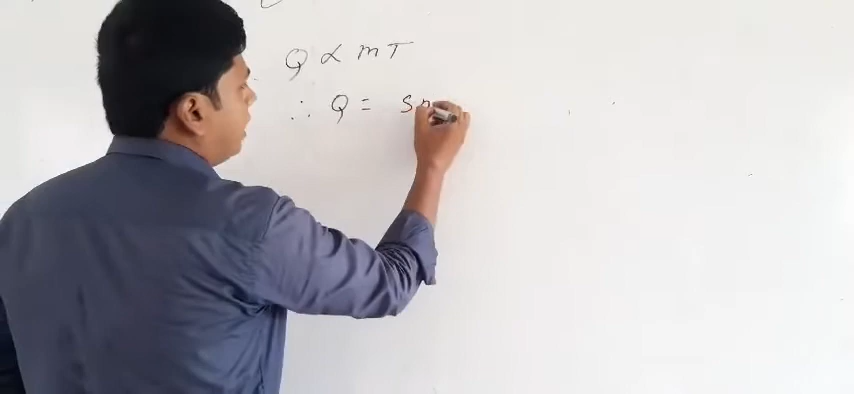 Q ∝ mT
∴ Q = s